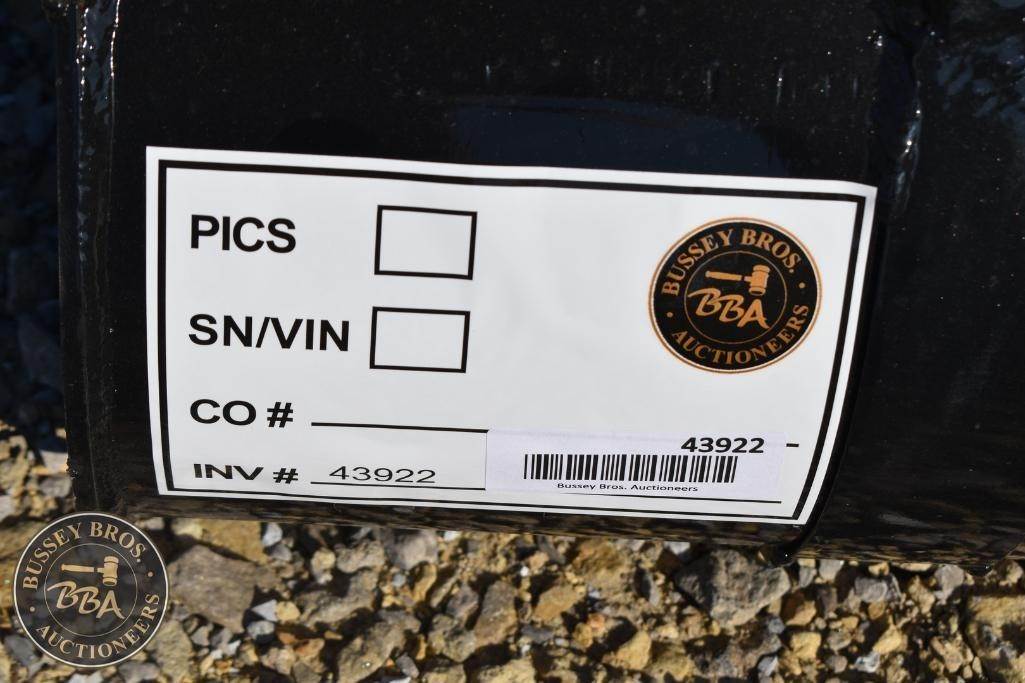 PICS
BUSSEY BROS.
BBA
AUCTIONEERS
SN/VIN
CO #
43922
INV # 43922
Bussey Bros. Auctioneers
BUSSEY BROS.
BBA
AUCTIONEERS